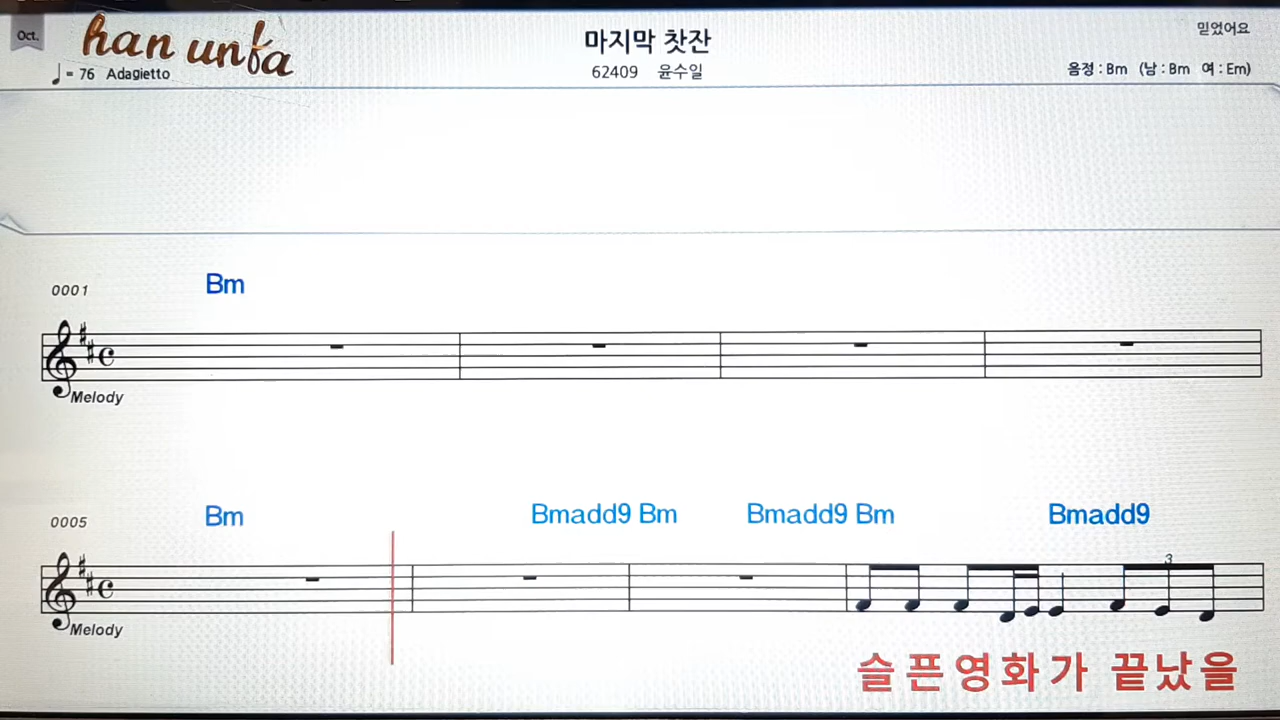 Oct.
han unfa
마지막 찻잔
믿었어요
♩= 76 Adagietto
62409 윤수일
음정 : Bm (남 : Bm 여 : Em)
0001
Bm
Melody
0005
Bm Bmadd9 Bm Bmadd9 Bm Bmadd9
3
Melody
슬픈영화가 끝났을